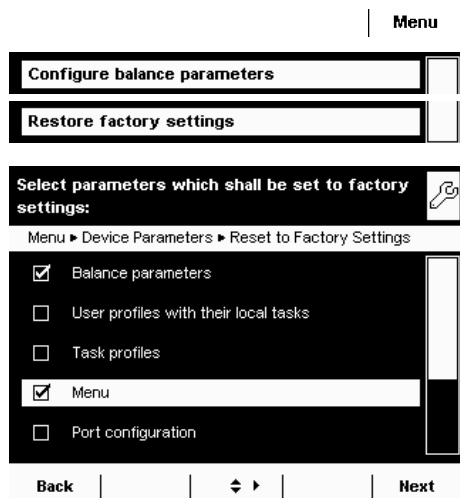 Menu
Configure balance parameters
Restore factory settings
Select parameters which shall be set to factory
settings:
Menu ▸ Device Parameters ▸ Reset to Factory Settings
Balance parameters
User profiles with their local tasks
Task profiles
Menu
Port configuration
Back Next